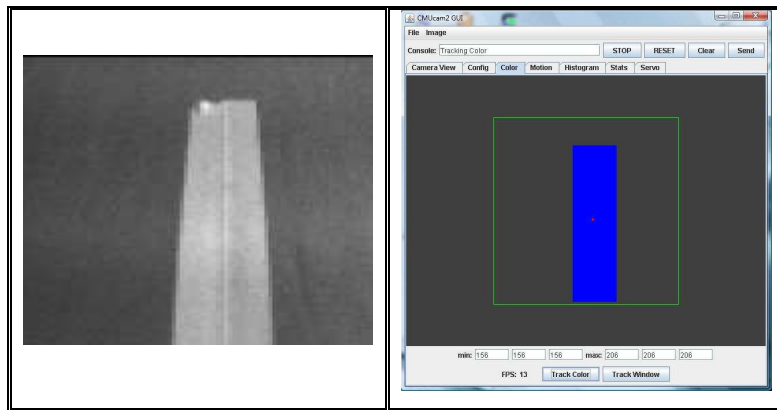 CMUcam2 GUI
File Image
Console: Tracking Color STOP RESET Clear Send
Camera View Config Color Motion Histogram Stats Servo
min: 156 156 156 max: 206 206 206
FPS: 13 Track Color Track Window